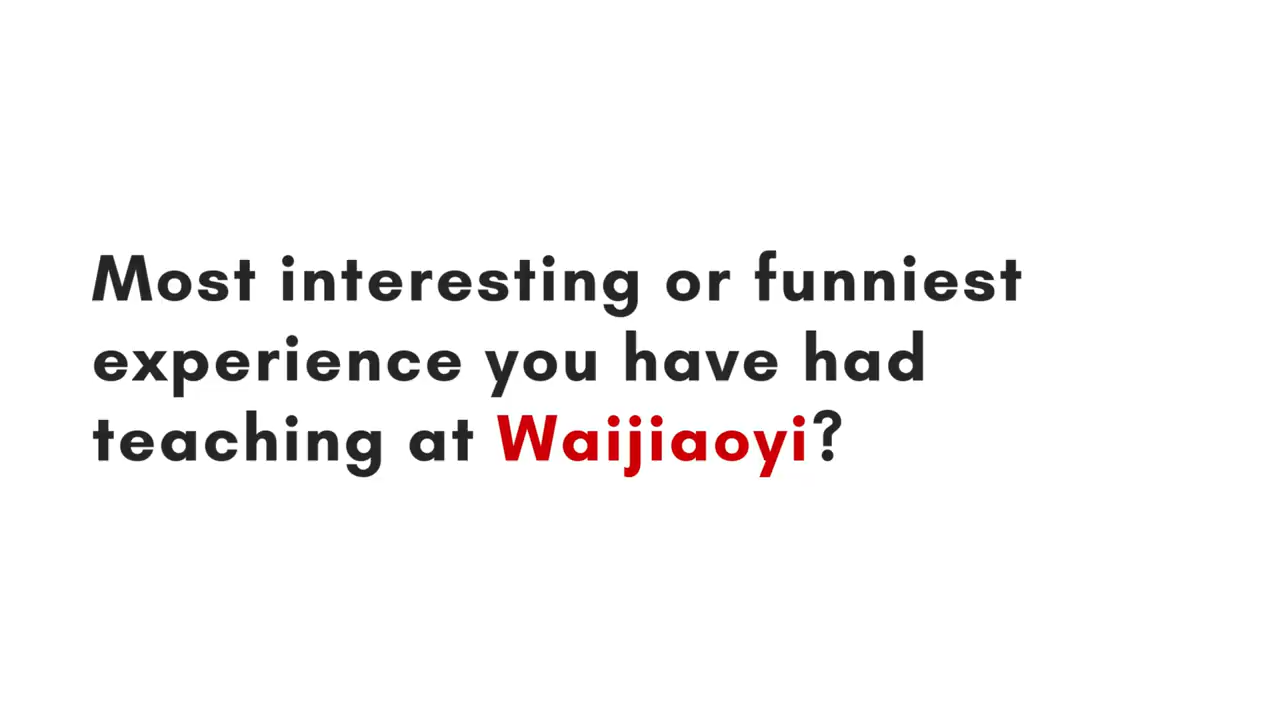 Most interesting or funniest
experience you have had
teaching at Waijiaoyi?